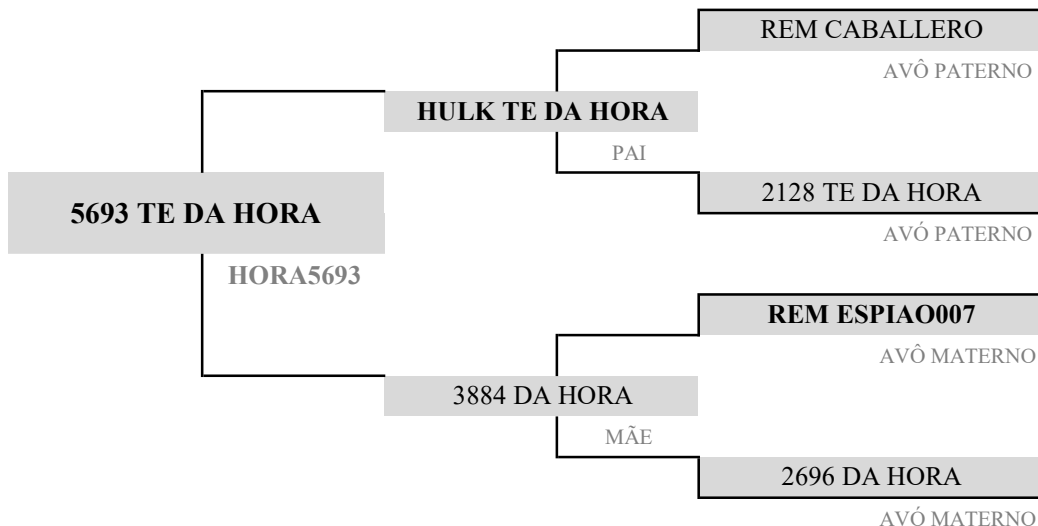 REM CABALLERO
AVÔ PATERNO
HULK TE DA HORA
PAI
2128 TE DA HORA
AVÓ PATERNO
5693 TE DA HORA
HORA5693
REM ESPIAO007
AVÔ MATERNO
3884 DA HORA
MÃE
2696 DA HORA
AVÓ MATERNO